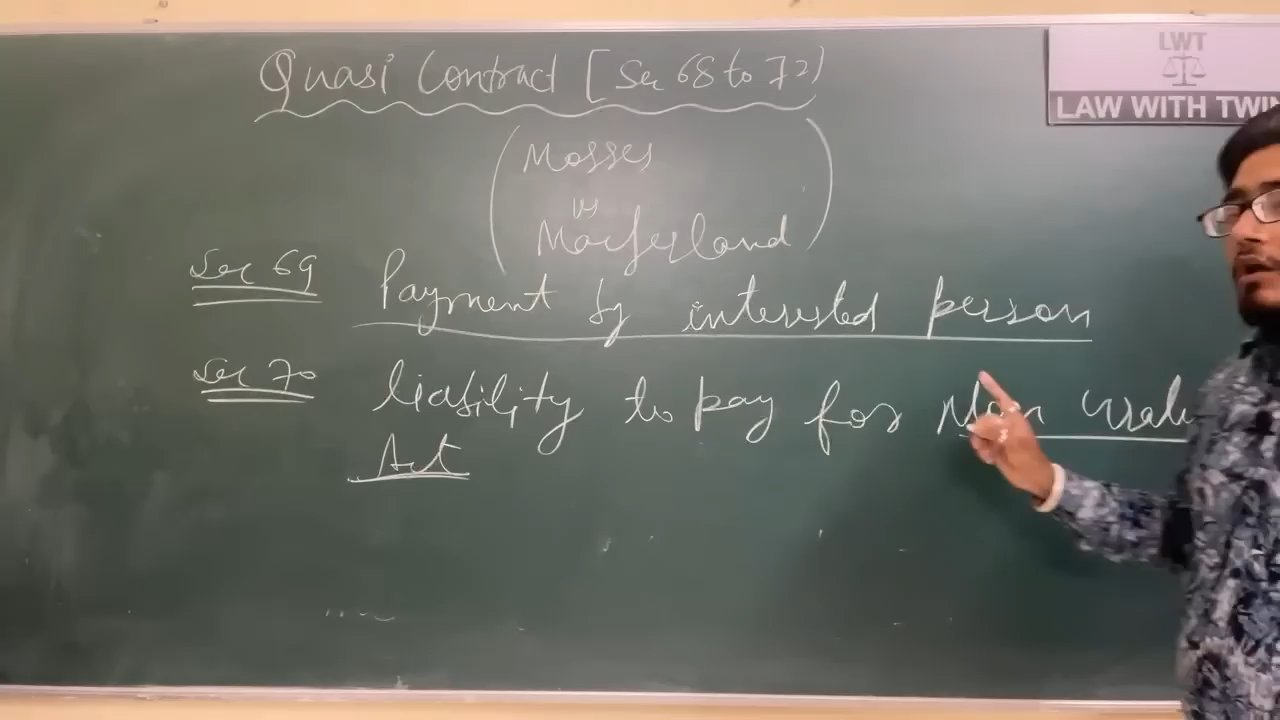 Quasi Contract [Sec 68 to 72)
LWT
LAW WITH TWIN
Mosses
vs
Macferland
Sec 69 Payment by interested person
Sec 70 liability to pay for Non
Act